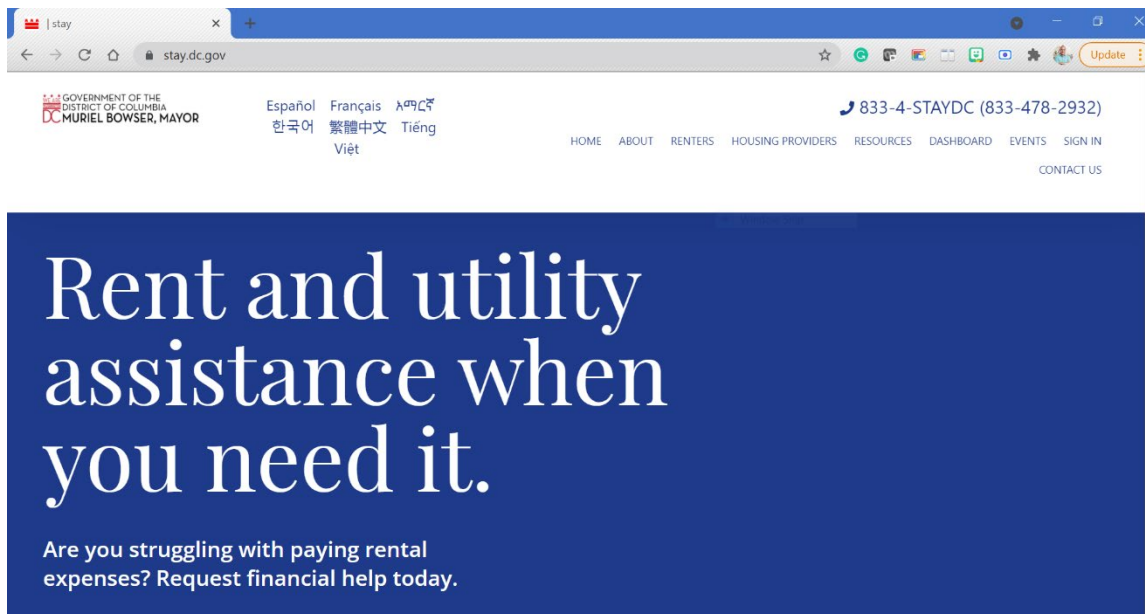 | stay
stay.dc.gov
Update
GOVERNMENT OF THE
DISTRICT OF COLUMBIA
DC MURIEL BOWSER, MAYOR
Español Français አማርኛ
한국어 繁體中文 Tiếng
Việt
833-4-STAYDC (833-478-2932)
HOME ABOUT RENTERS HOUSING PROVIDERS RESOURCES DASHBOARD EVENTS SIGN IN
CONTACT US
Rent and utility
assistance when
you need it.
Are you struggling with paying rental
expenses? Request financial help today.